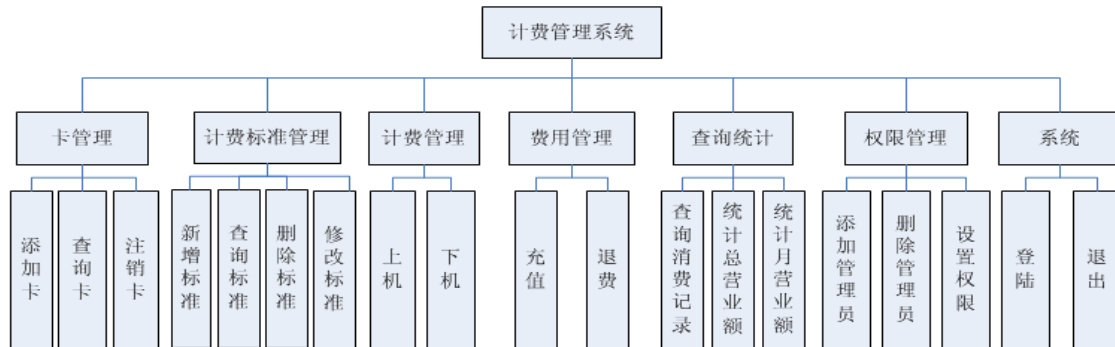 计费管理系统
卡管理
计费标准管理
计费管理
费用管理
查询统计
权限管理
系统
添加卡
查询卡
注销卡
新增标准
查询标准
删除标准
修改标准
上机
下机
充值
退费
查询消费记录
统计总营业额
统计月营业额
添加管理员
删除管理员
设置权限
登陆
退出